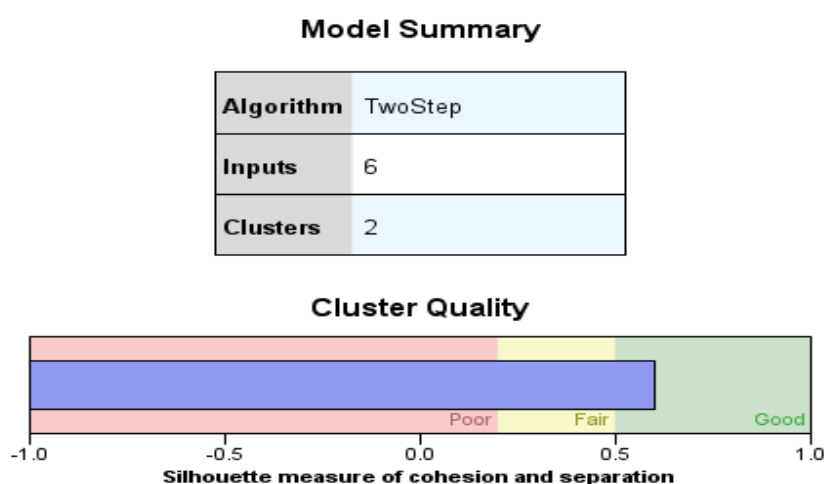 Model Summary
Algorithm TwoStep
Inputs 6
Clusters 2
Cluster Quality
Poor Fair Good
-1.0 -0.5 0.0 0.5 1.0
Silhouette measure of cohesion and separation